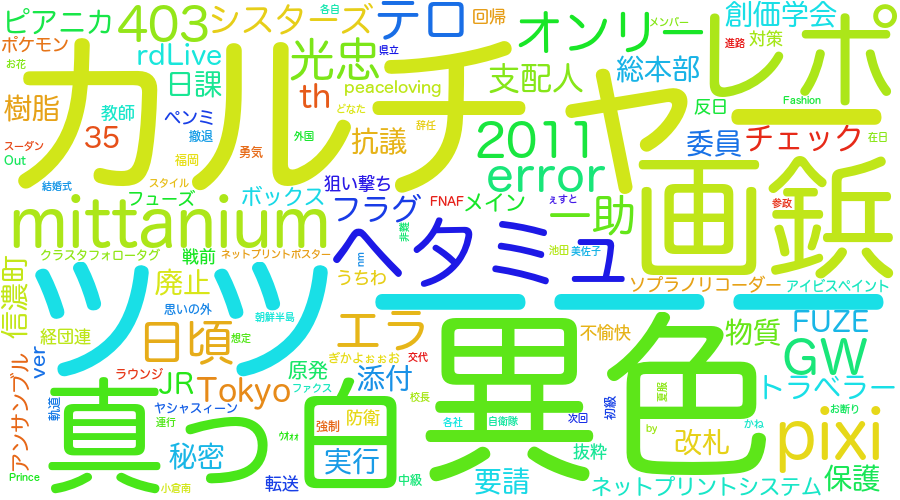 ピアニカ
403
シスターズ
テロ
回帰
各自
オンリー
メンバー
創価学会
レポ
ポケモン
rdLive
光忠
県立
進路
対策
お花
日課
th
peaceloving
支配人
総本部
カルチャー
樹脂
教師
ペンミ
どなた
反日
Fashion
スーダン
35
撤退
外国
辞任
抗議
2011
委員
チェック
在日
Out
福岡
勇気
error
結婚式
スタイル
狙い撃ち
画鋲
mittanium
フューズ
ボックス
フラグ
FNAF
メイン
ぇすと
一助
参政
非難
ヘタミュ
クラスタフォロータグ
戦前
ネットプリントポスター
池田
美佐子
信濃町
廃止
うちわ
nm
ソプラノリコーダー
アイビスペイント
ツッツ
思いの外
朝鮮半島
エラー
経団連
日頃
想定
不愉快
物質
FUZE
ver
ぎかよぉぉお
交代
原発
ラウンジ
JR
Tokyo
添付
ファクス
GW
トラベラー
アンサンブル
軌道
ヤシャスィーン
校長
初級
夏服
お断り
真っ白
異色
運行
ｳｵｫｫ
強制
防衛
各社
自衛隊
次回
by
改札
かね
pixi
秘密
実行
抜粋
Prince
小倉南
転送
中級
要請
ネットプリントシステム
保護